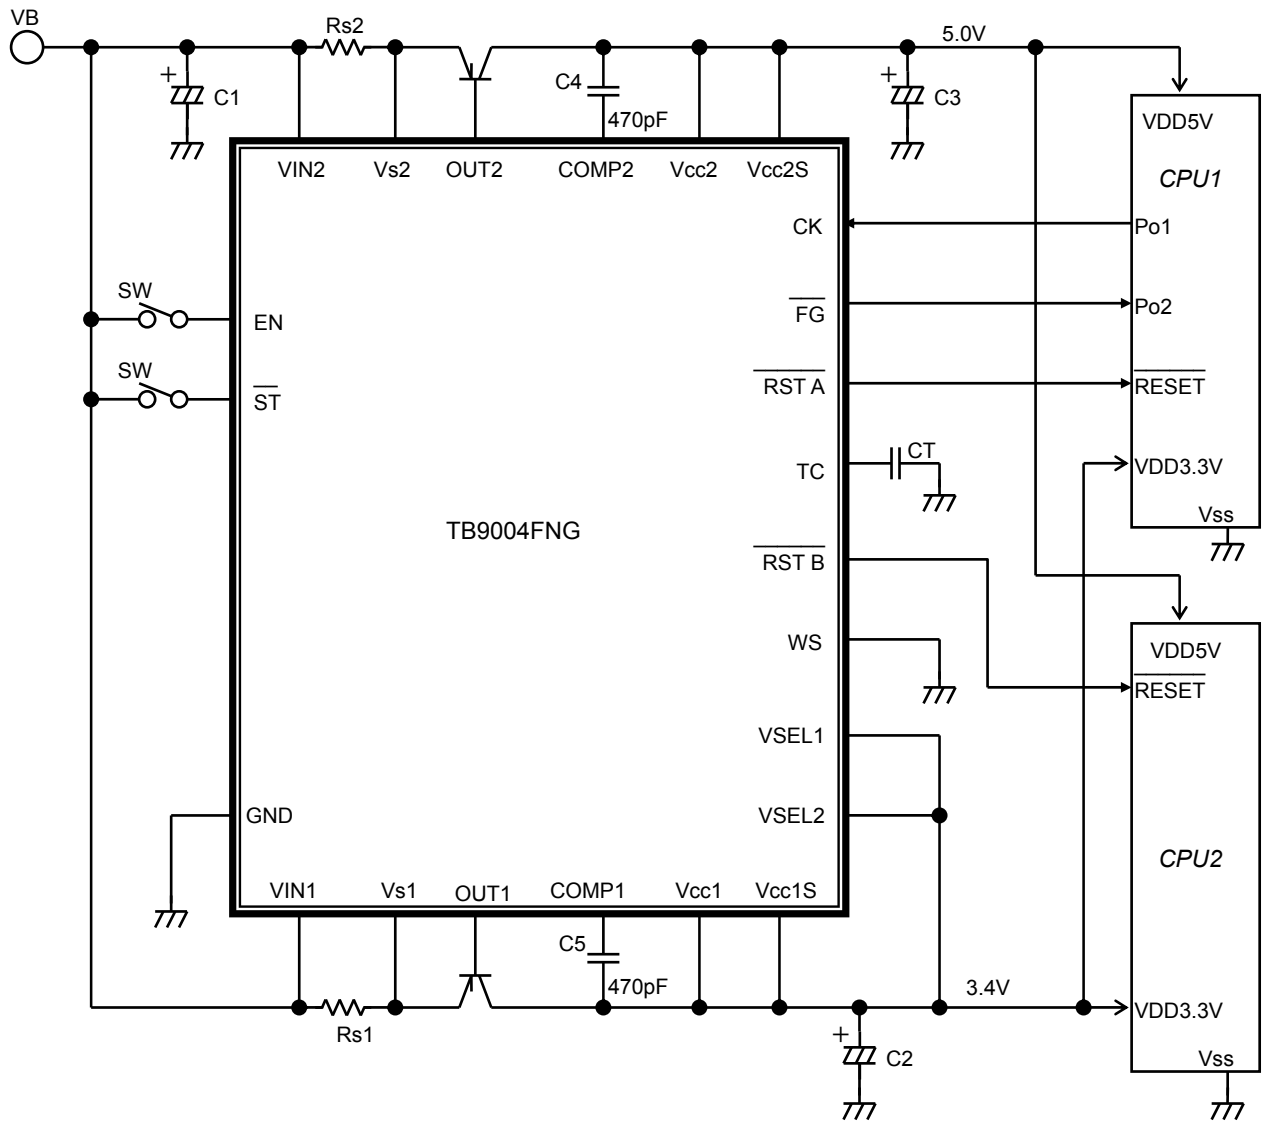 VB
Rs2
5.0V
+
C1
C4
470pF
+
C3
VIN2
Vs2
OUT2
COMP2
Vcc2
Vcc2S
VDD5V
CPU1
CK
Po1
SW
EN
FG
Po2
SW
ST
RST A
RESET
TC
CT
VDD3.3V
Vss
TB9004FNG
RST B
WS
VDD5V
RESET
VSEL1
GND
VSEL2
CPU2
VIN1
Vs1
OUT1
COMP1
Vcc1
Vcc1S
C5
470pF
3.4V
VDD3.3V
Rs1
+
C2
Vss